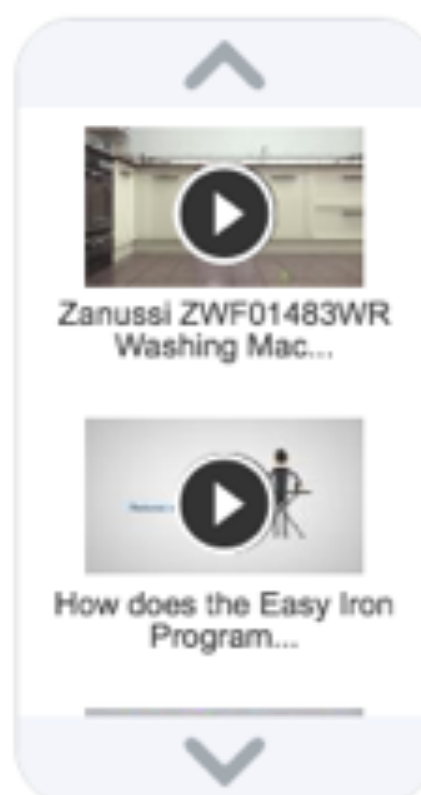 Zanussi ZWF01483WR
Washing Mac...
How does the Easy Iron
Program...